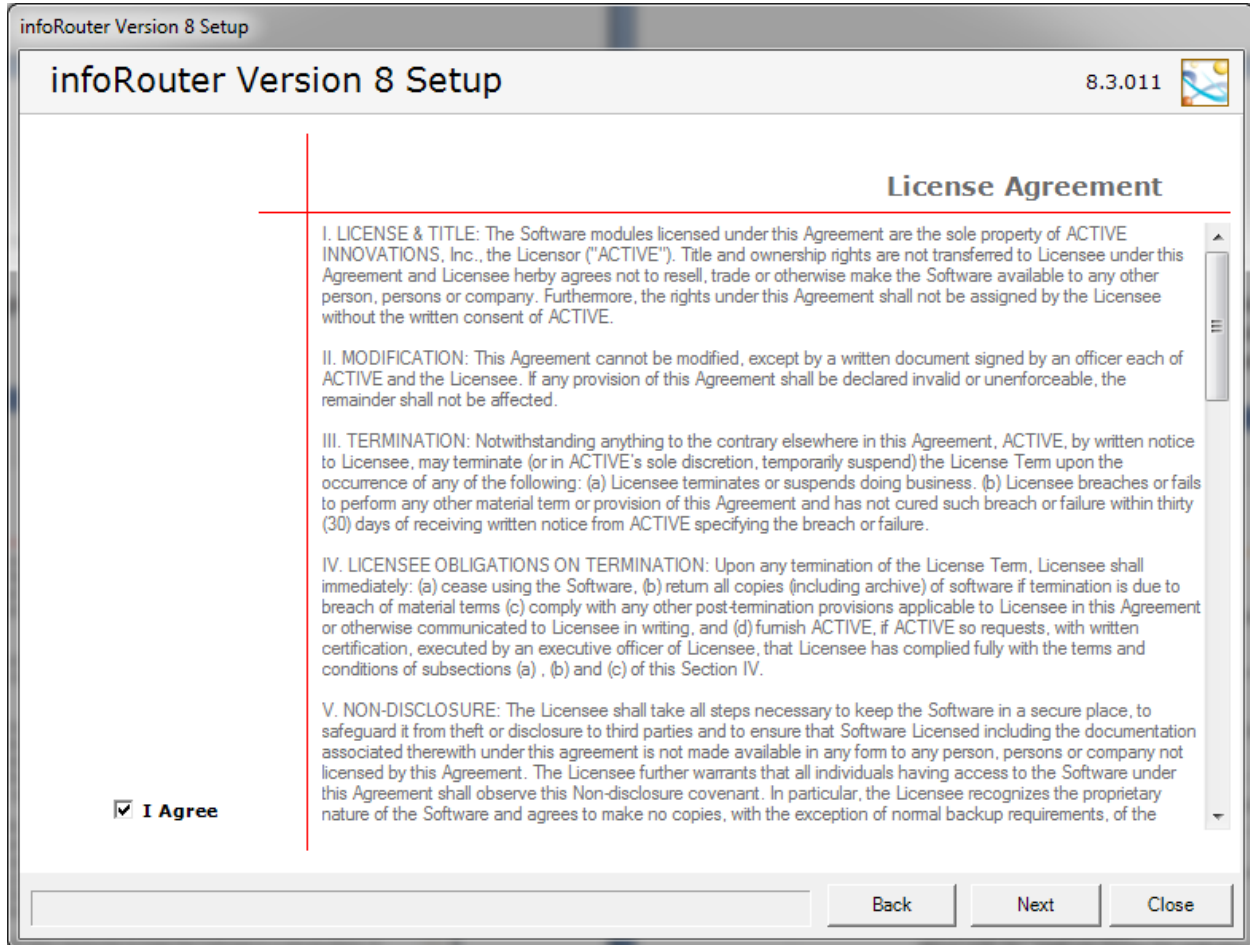 infoRouter Version 8 Setup
infoRouter Version 8 Setup
8.3.011
License Agreement
I. LICENSE & TITLE: The Software modules licensed under this Agreement are the sole property of ACTIVE
INNOVATIONS, Inc., the Licensor ("ACTIVE"). Title and ownership rights are not transferred to Licensee under this
Agreement and Licensee herby agrees not to resell, trade or otherwise make the Software available to any other
person, persons or company. Furthermore, the rights under this Agreement shall not be assigned by the Licensee
without the written consent of ACTIVE.
II. MODIFICATION: This Agreement cannot be modified, except by a written document signed by an officer each of
ACTIVE and the Licensee. If any provision of this Agreement shall be declared invalid or unenforceable, the
remainder shall not be affected.
III. TERMINATION: Notwithstanding anything to the contrary elsewhere in this Agreement, ACTIVE, by written notice
to Licensee, may terminate (or in ACTIVE's sole discretion, temporarily suspend) the License Term upon the
occurrence of any of the following: (a) Licensee terminates or suspends doing business. (b) Licensee breaches or fails
to perform any other material term or provision of this Agreement and has not cured such breach or failure within thirty
(30) days of receiving written notice from ACTIVE specifying the breach or failure.
IV. LICENSEE OBLIGATIONS ON TERMINATION: Upon any termination of the License Term, Licensee shall
immediately: (a) cease using the Software, (b) return all copies (including archive) of software if termination is due to
breach of material terms (c) comply with any other post-termination provisions applicable to Licensee in this Agreement
or otherwise communicated to Licensee in writing, and (d) furnish ACTIVE, if ACTIVE so requests, with written
certification, executed by an executive officer of Licensee, that Licensee has complied fully with the terms and
conditions of subsections (a) , (b) and (c) of this Section IV.
V. NON-DISCLOSURE: The Licensee shall take all steps necessary to keep the Software in a secure place, to
safeguard it from theft or disclosure to third parties and to ensure that Software Licensed including the documentation
associated therewith under this agreement is not made available in any form to any person, persons or company not
licensed by this Agreement. The Licensee further warrants that all individuals having access to the Software under
this Agreement shall observe this Non-disclosure covenant. In particular, the Licensee recognizes the proprietary
nature of the Software and agrees to make no copies, with the exception of normal backup requirements, of the
I Agree
Back
Next
Close